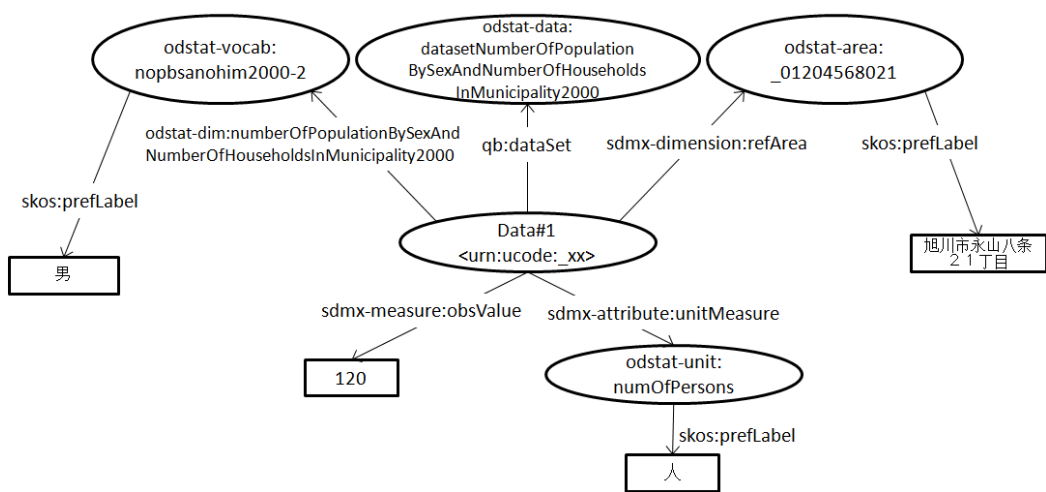 odstat-vocab:
nopbsanohim2000-2
odstat-data:
datasetNumberOfPopulation
BySexAndNumberOfHouseholds
InMunicipality2000
odstat-area:
_01204568021
odstat-dim:numberOfPopulationBySexAnd
NumberOfHouseholdsInMunicipality2000
qb:dataSet
sdmx-dimension:refArea
skos:prefLabel
skos:prefLabel
Data#1
<urn:ucode:_xx>
男
旭川市永山八条
２１丁目
sdmx-measure:obsValue
sdmx-attribute:unitMeasure
120
odstat-unit:
numOfPersons
skos:prefLabel
人